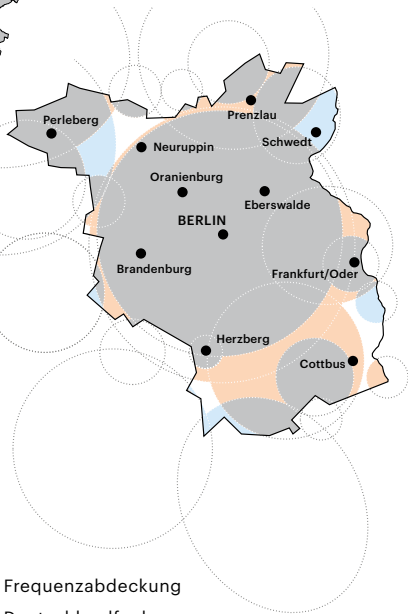 Perleberg
Prenzlau
Schwedt
Neuruppin
Oranienburg
Eberswalde
BERLIN
Brandenburg
Frankfurt/Oder
Herzberg
Cottbus
Frequenzabdeckung